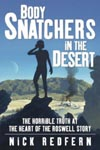 BODY
SNATCHERS
IN THE
DESERT
THE HORRIBLE TRUTH AT
THE HEART OF THE ROSWELL STORY
NICK REDFERN